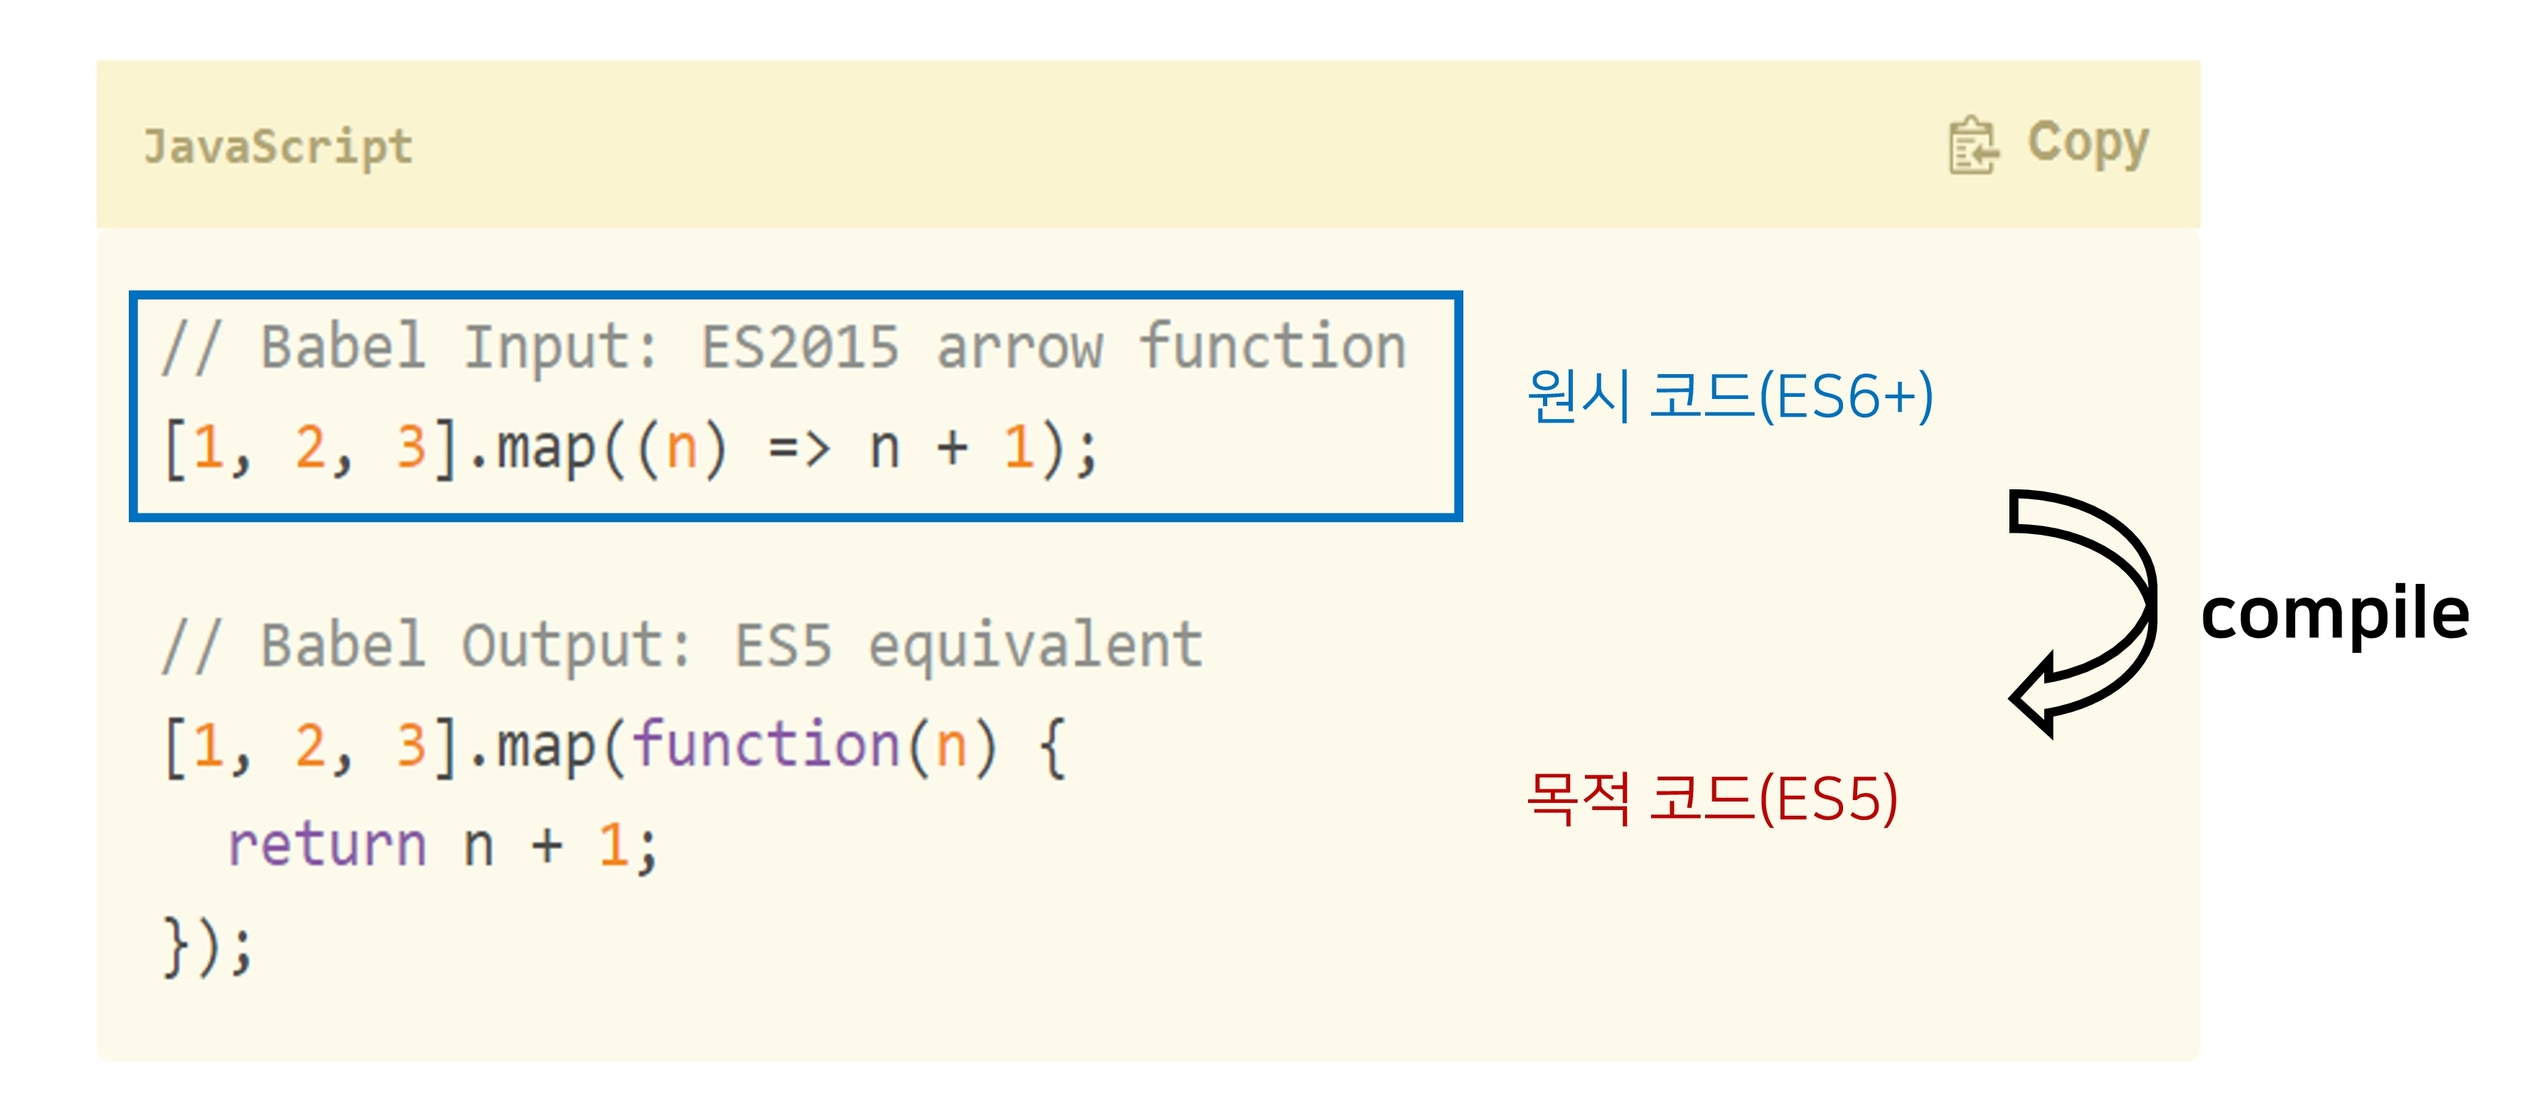 JavaScript
Copy
// Babel Input: ES2015 arrow function
[1, 2, 3].map((n) => n + 1);
원시 코드(ES6+)
compile
// Babel Output: ES5 equivalent
[1, 2, 3].map(function(n) {
  return n + 1;
});
목적 코드(ES5)